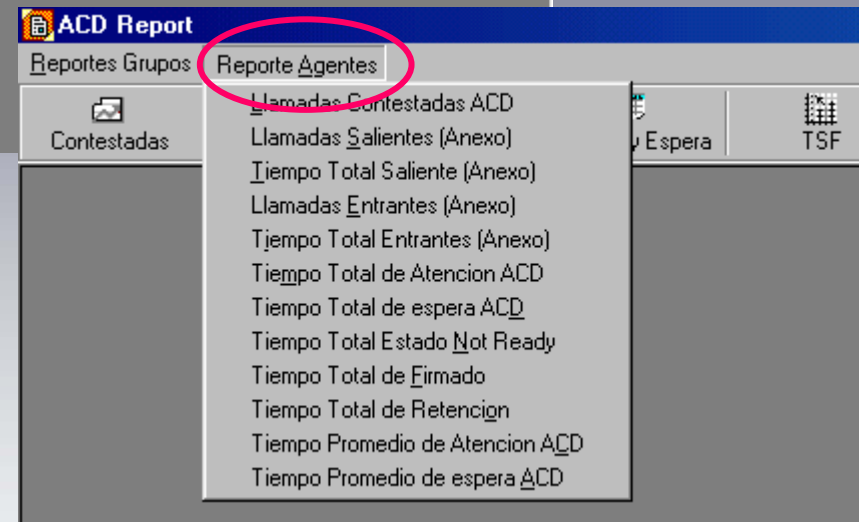 ACD Report
Reportes Grupos Reporte Agentes
Contestadas y Espera TSF
Llamadas Contestadas ACD
Llamadas Salientes (Anexo)
Tiempo Total Saliente (Anexo)
Llamadas Entrantes (Anexo)
Tiempo Total Entrantes (Anexo)
Tiempo Total de Atencion ACD
Tiempo Total de espera ACD
Tiempo Total Estado Not Ready
Tiempo Total de Firmado
Tiempo Total de Retencion
Tiempo Promedio de Atencion ACD
Tiempo Promedio de espera ACD